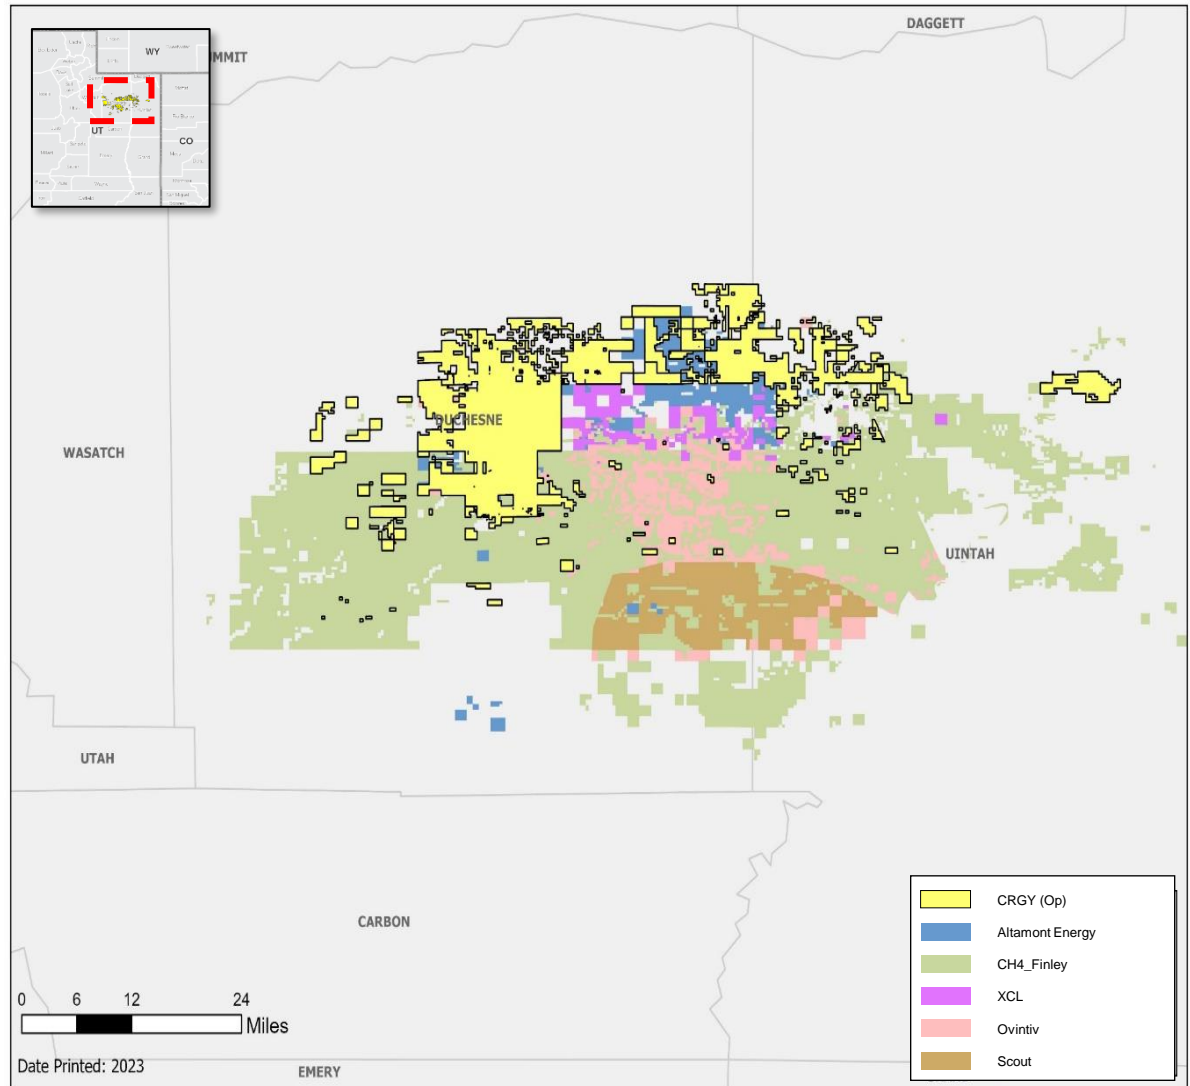 DAGGETT
WY
UMMIT
UT
CO
DUCHESNE
WASATCH
UINTAH
UTAH
CARBON
CRGY (Op)
Altamont Energy
CH4_Finley
XCL
Ovintiv
Scout
0 6 12 24
Miles
Date Printed: 2023
EMERY